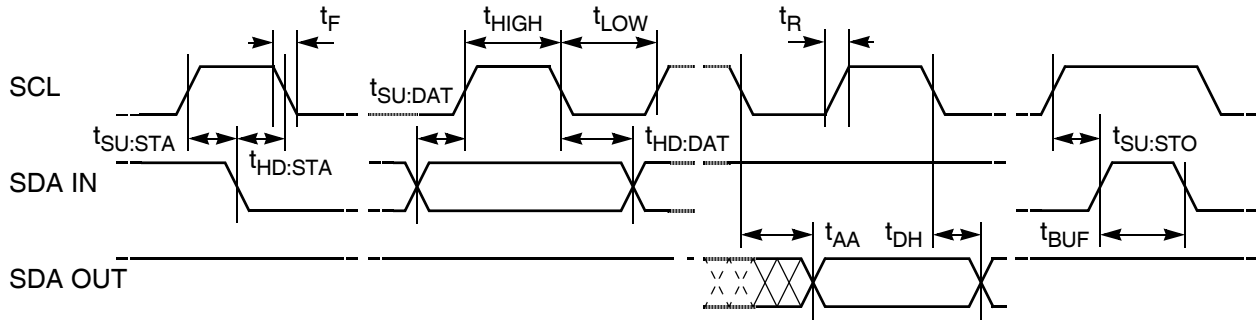 tF tHIGH tLOW tR
SCL
tSU:DAT
tSU:STA tHD:STA tHD:DAT tSU:STO
SDA IN
tAA tDH tBUF
SDA OUT